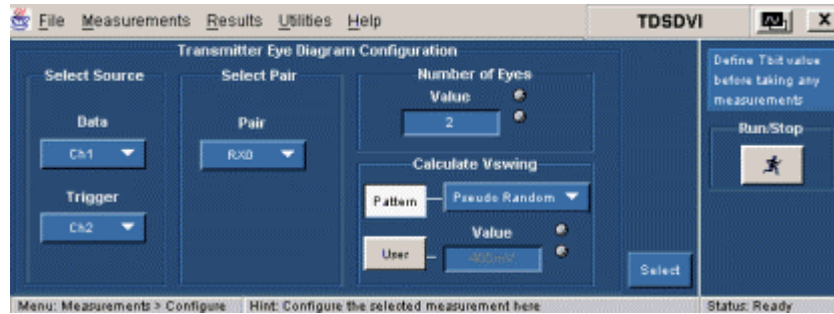 File Measurements Results Utilities Help TDSDVI X
Transmitter Eye Diagram Configuration
Select Source
Data
Ch1
Trigger
Ch2
Select Pair
Pair
RX0
Number of Eyes
Value
2
Calculate Vswing
Pattern
Pseudo Random
Value
User
Select
Define Tbit value
before taking any
measurements
Run/Stop
Menu: Measurements > Configure
Hint: Configure the selected measurement here
Status: Ready